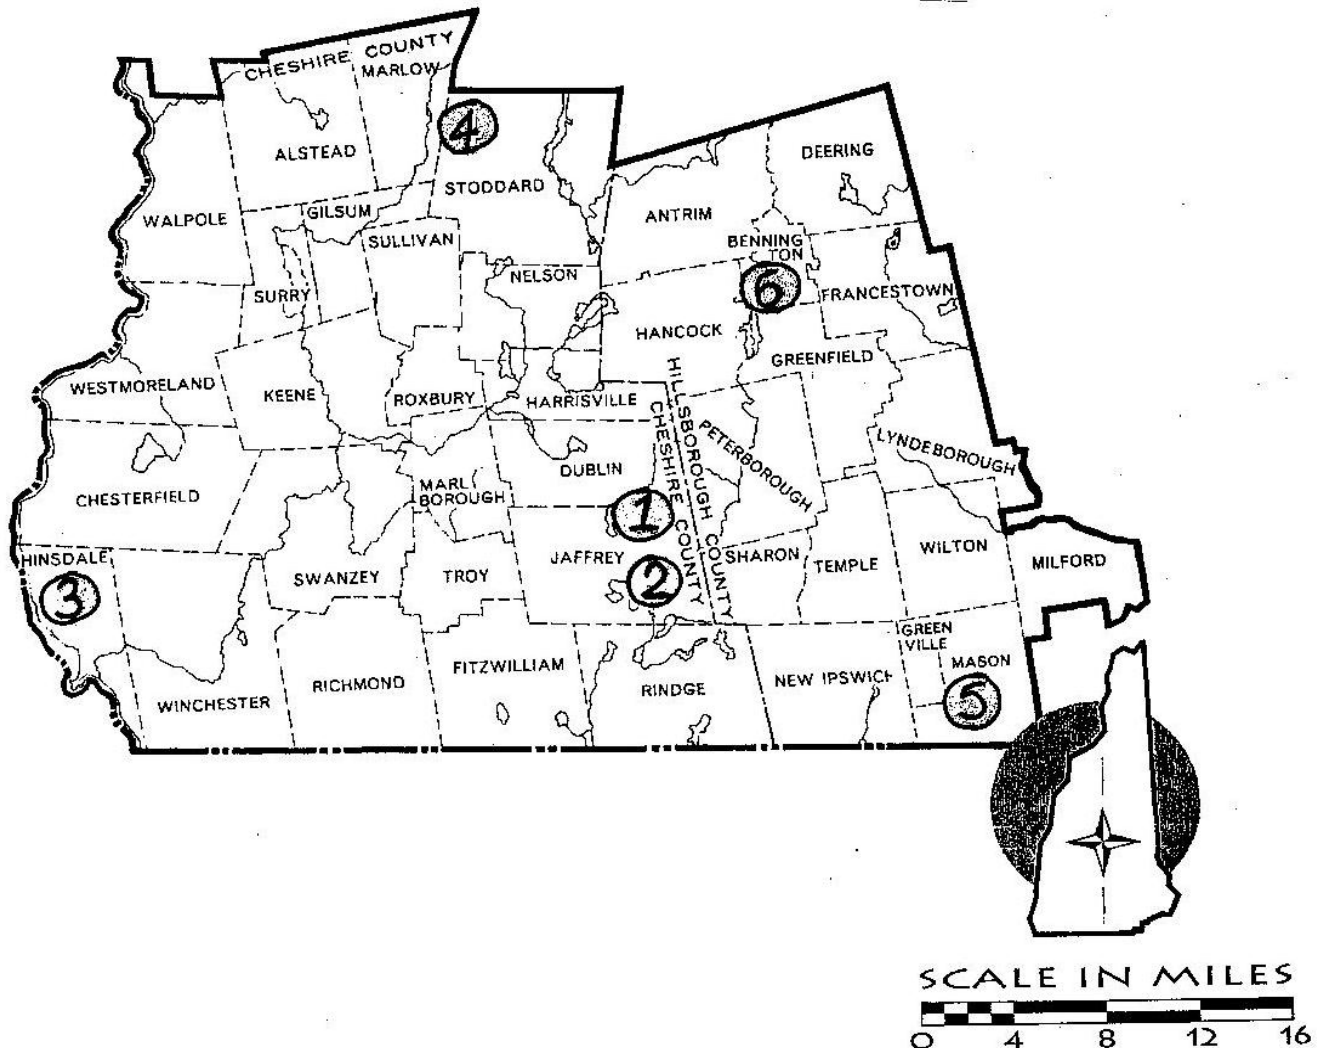 CHESHIRE COUNTY
MARLOW
4
ALSTEAD
DEERING
STODDARD
WALPOLE
GILSUM
ANTRIM
SULLIVAN
BENNING
TON
NELSON
6
SURRY
FRANCESTOWN
HANCOCK
GREENFIELD
WESTMORELAND
KEENE
ROXBURY
HARRISVILLE
HILLSBOROUGH COUNTY
CHESHIRE COUNTY
PETERBOROUGH
LYNDEBOROUGH
DUBLIN
CHESTERFIELD
MARL
BOROUGH
1
HINSDALE
JAFFREY
SHARON
WILTON
MILFORD
3
SWANZEY
TROY
2
TEMPLE
GREEN
VILLE
FITZWILLIAM
MASON
RICHMOND
RINDGE
NEW IPSWICH
WINCHESTER
5
SCALE IN MILES
0 4 8 12 16